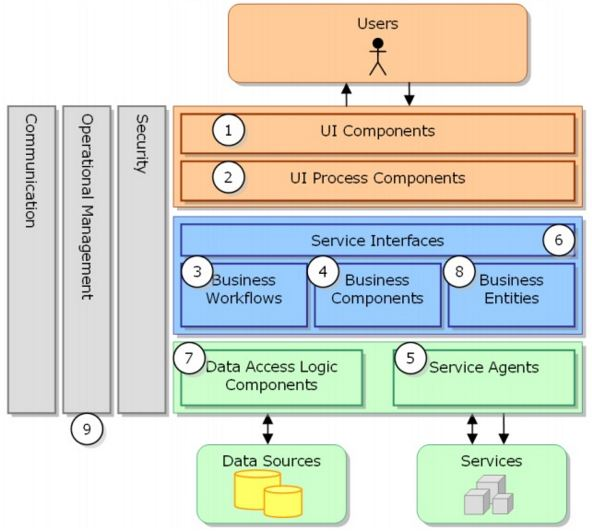 Users
Communication
Operational Management
Security
1
UI Components
2
UI Process Components
Service Interfaces
6
3
Business
Workflows
4
Business
Components
8
Business
Entities
7
Data Access Logic
Components
5
Service Agents
9
Data Sources
Services